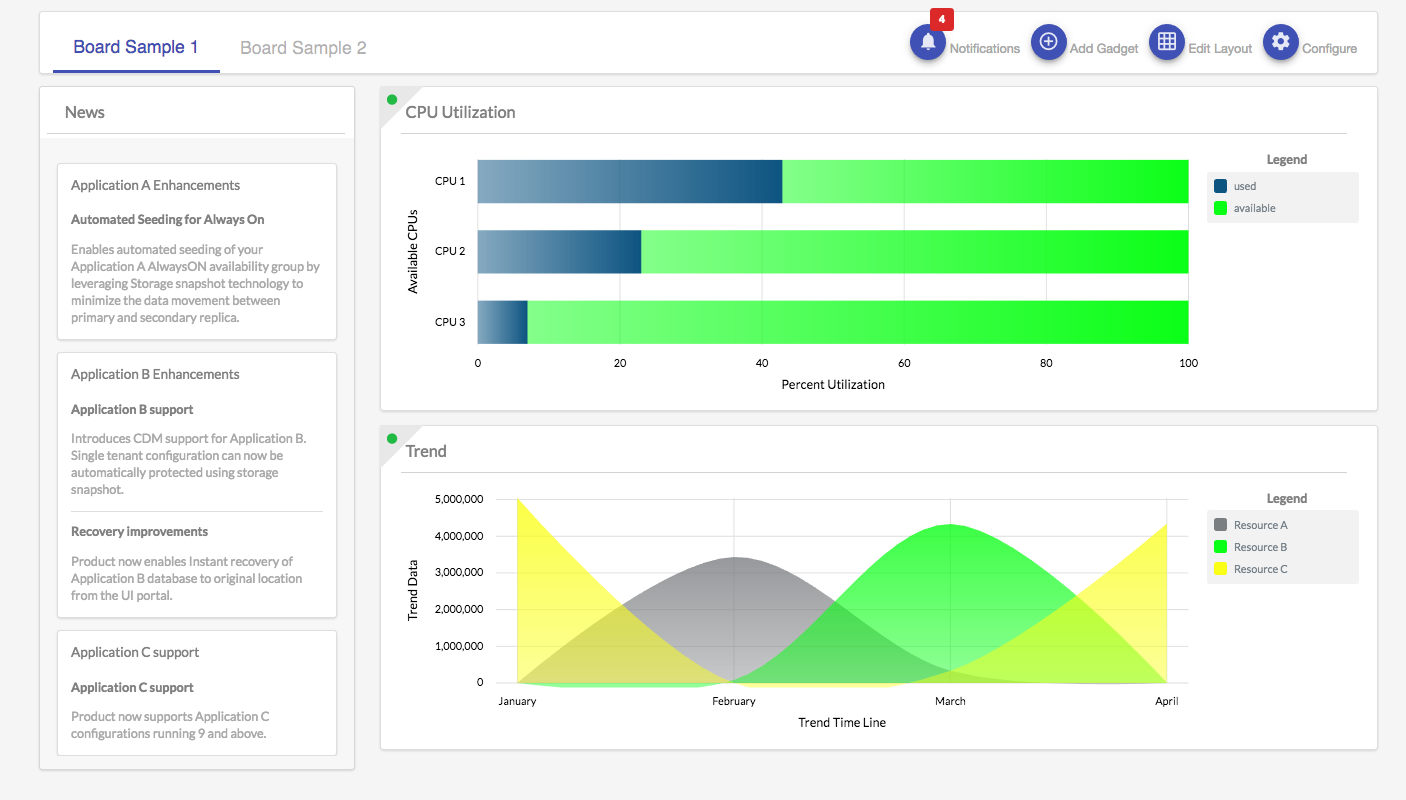 Board Sample 1
Board Sample 2
4
Notifications
Add Gadget
Edit Layout
Configure
News
Application A Enhancements
Automated Seeding for Always On
Enables automated seeding of your
Application A AlwaysON availability group by
leveraging Storage snapshot technology to
minimize the data movement between
primary and secondary replica.
Application B Enhancements
Application B support
Introduces CDM support for Application B.
Single tenant configuration can now be
automatically protected using storage
snapshot.
Recovery improvements
Product now enables Instant recovery of
Application B database to original location
from the UI portal.
Application C support
Application C support
Product now supports Application C
configurations running 9 and above.
CPU Utilization
Available CPUs
CPU 1
CPU 2
CPU 3
0 20 40 60 80 100
Percent Utilization
Legend
used
available
Trend
Trend Data
5,000,000
4,000,000
3,000,000
2,000,000
1,000,000
0
January February March April
Trend Time Line
Legend
Resource A
Resource B
Resource C